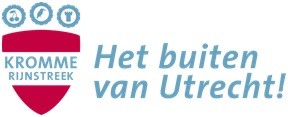 KROMME
RIJNSTREEK
Het buiten
van Utrecht!